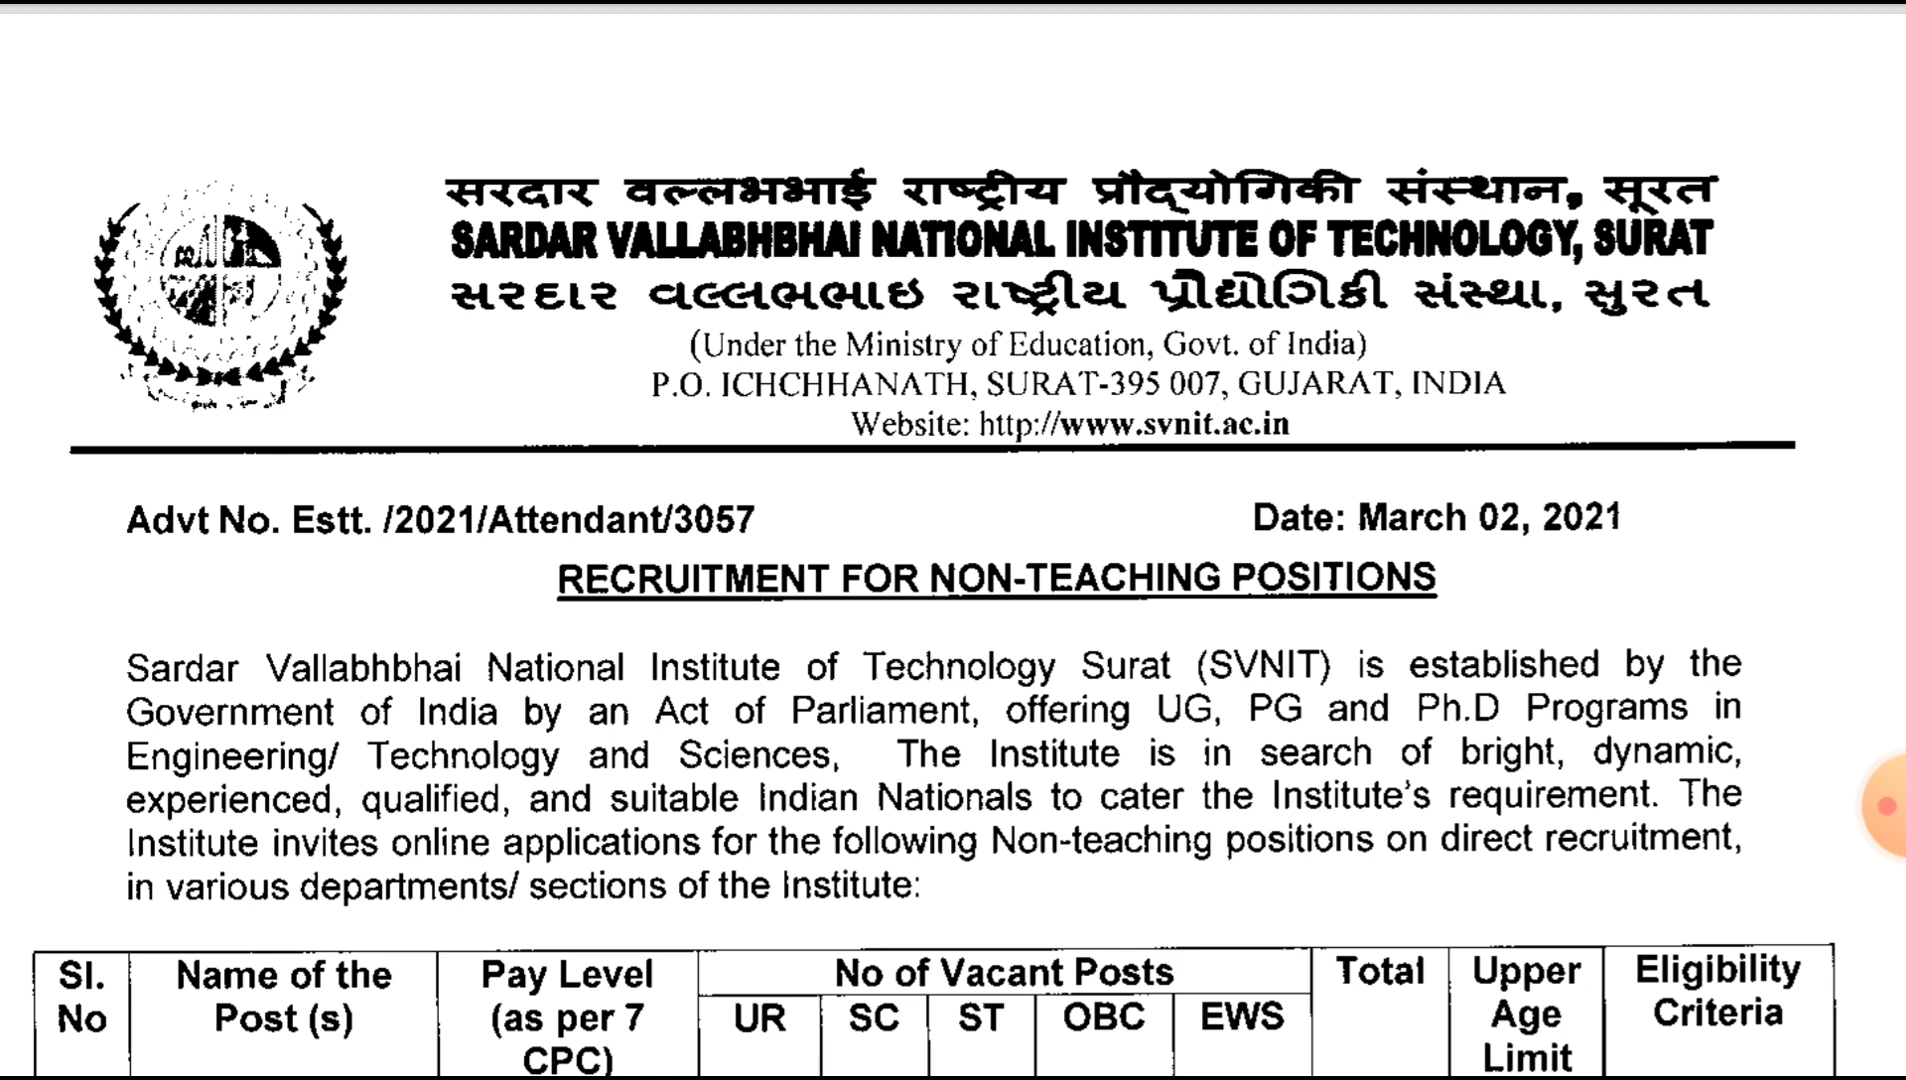 सरदार वल्लभभाई राष्ट्रीय प्रौद्योगिकी संस्थान, सूरत
SARDAR VALLABHBHAI NATIONAL INSTITUTE OF TECHNOLOGY, SURAT
સરદાર વલ્લભભાઇ રાષ્ટ્રીય પ્રૌદ્યોગિકી સંસ્થા, સુરત
(Under the Ministry of Education, Govt. of India)
P.O. ICHCHHANATH, SURAT-395 007, GUJARAT, INDIA
Website: http://www.svnit.ac.in
Advt No. Estt. /2021/Attendant/3057 Date: March 02, 2021
RECRUITMENT FOR NON-TEACHING POSITIONS
Sardar Vallabhbhai National Institute of Technology Surat (SVNIT) is established by the
Government of India by an Act of Parliament, offering UG, PG and Ph.D Programs in
Engineering/ Technology and Sciences, The Institute is in search of bright, dynamic,
experienced, qualified, and suitable Indian Nationals to cater the Institute's requirement. The
Institute invites online applications for the following Non-teaching positions on direct recruitment,
in various departments/ sections of the Institute:
Sl. Name of the Pay Level No of Vacant Posts Total Upper Eligibility
No Post (s) (as per 7 UR SC ST OBC EWS Age Criteria
CPC) Limit